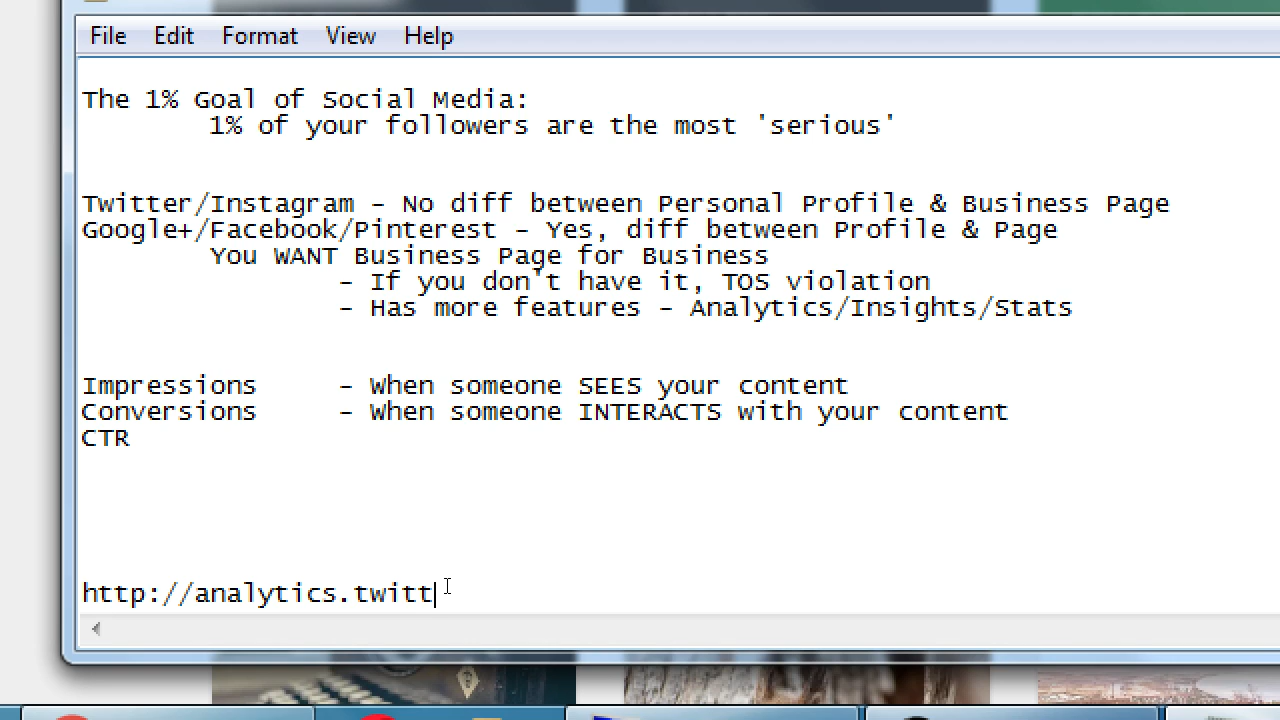 File Edit Format View Help
The 1% Goal of Social Media:
1% of your followers are the most 'serious'
Twitter/Instagram - No diff between Personal Profile & Business Page
Google+/Facebook/Pinterest - Yes, diff between Profile & Page
You WANT Business Page for Business
- If you don't have it, TOS violation
- Has more features - Analytics/Insights/Stats
Impressions - When someone SEES your content
Conversions - When someone INTERACTS with your content
CTR
http://analytics.twitt